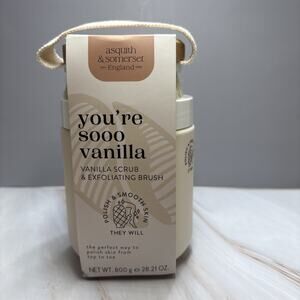 asquith
& somerset
England
you're
sooo
vanilla
VANILLA SCRUB
& EXFOLIATING BRUSH
POLISH & SMOOTH SKIN
THEY WILL
the perfect way to
polish skin from
top to toe
NET WT. 800 g e 28.21 OZ.